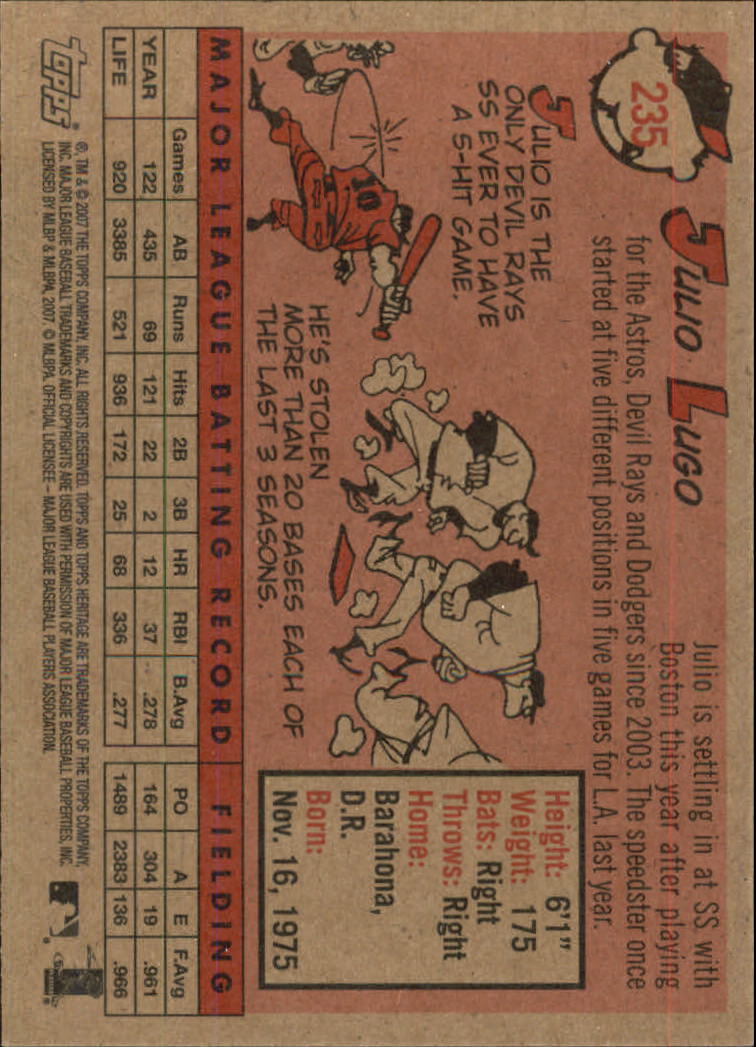 235
JULIO LUGO
Julio is settling in at SS with
Boston this year after playing
for the Astros, Devil Rays and Dodgers since 2003. The speedster once
started at five different positions in five games for L.A. last year.
JULIO IS THE
ONLY DEVIL RAYS
SS EVER TO HAVE
A 5-HIT GAME.
10
HE'S STOLEN
MORE THAN 20 BASES EACH OF
THE LAST 3 SEASONS.
Height: 6'1"
Weight: 175
Bats: Right
Throws: Right
Home:
Barahona,
D.R.
Born:
Nov. 16, 1975
MAJOR LEAGUE BATTING RECORD FIELDING
Games AB Runs Hits 2B 3B HR RBI B.Avg PO A E F.Avg
YEAR 122 435 69 121 22 2 12 37 .278 164 304 19 .961
LIFE 920 3385 521 936 172 25 68 336 .277 1489 2383 136 .966
Topps®
®, TM & © 2007 THE TOPPS COMPANY, INC. ALL RIGHTS RESERVED. TOPPS AND TOPPS HERITAGE ARE TRADEMARKS OF THE TOPPS COMPANY,
INC. MAJOR LEAGUE BASEBALL TRADEMARKS AND COPYRIGHTS ARE USED WITH PERMISSION OF MAJOR LEAGUE BASEBALL PROPERTIES, INC.
LICENSED BY MLBP & MLBPA, 2007. © MLBPA. OFFICIAL LICENSEE – MAJOR LEAGUE BASEBALL PLAYERS ASSOCIATION.